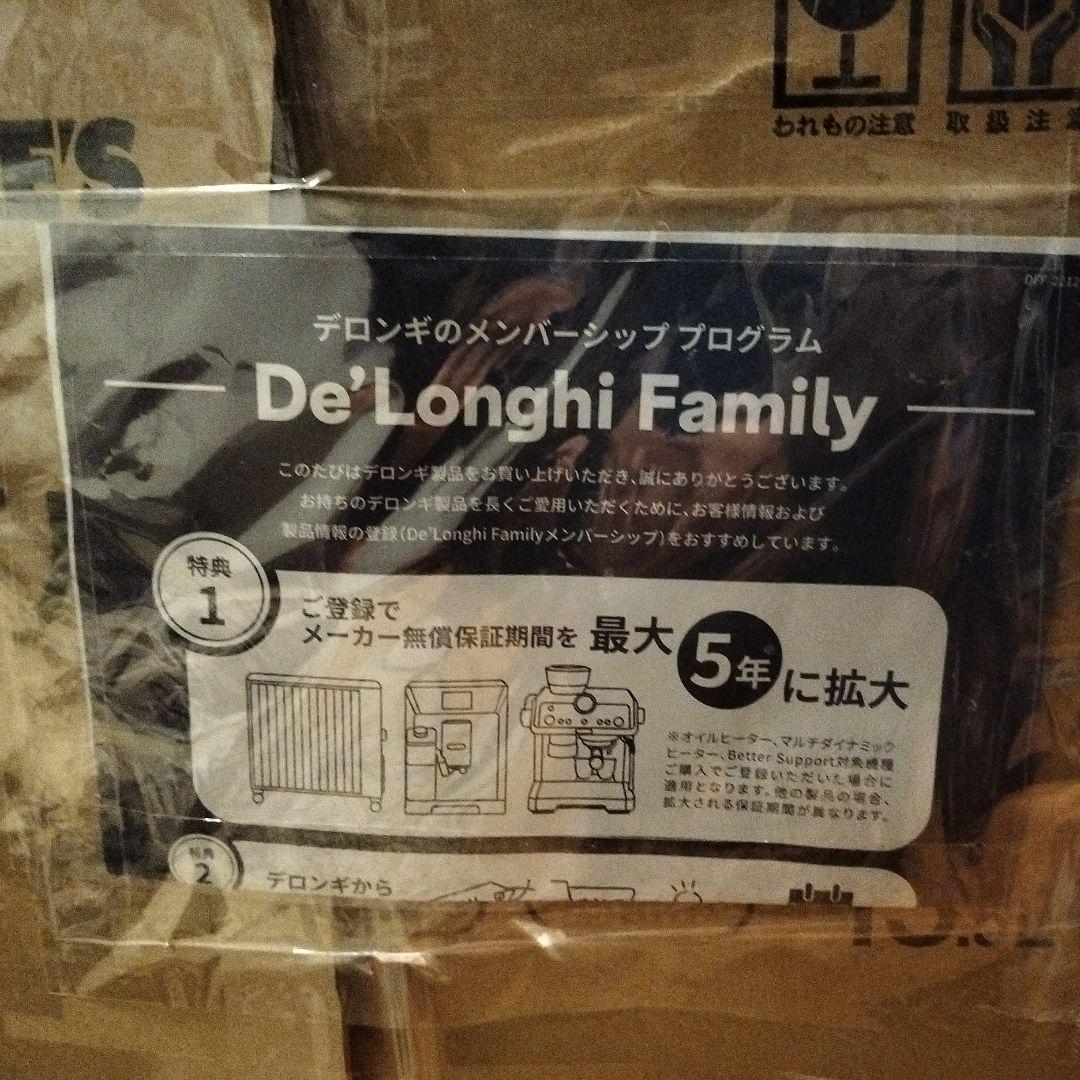 われもの注意 取扱注意
E'S
デロンギのメンバーシップ プログラム
De'Longhi Family
このたびはデロンギ製品をお買い上げいただき、誠にありがとうございます。
お持ちのデロンギ製品を長くご愛用いただくために、お客様情報および
製品情報の登録(De'Longhi Familyメンバーシップ)をおすすめしています。
特典
1
ご登録で
メーカー無償保証期間を 最大5年※に拡大
※オイルヒーター、マルチダイナミック
ヒーター、Better Support対象機種
ご購入でご登録いただいた場合に
適用となります。他の製品の場合、
拡大される保証期間が異なります。
特典
2
デロンギから